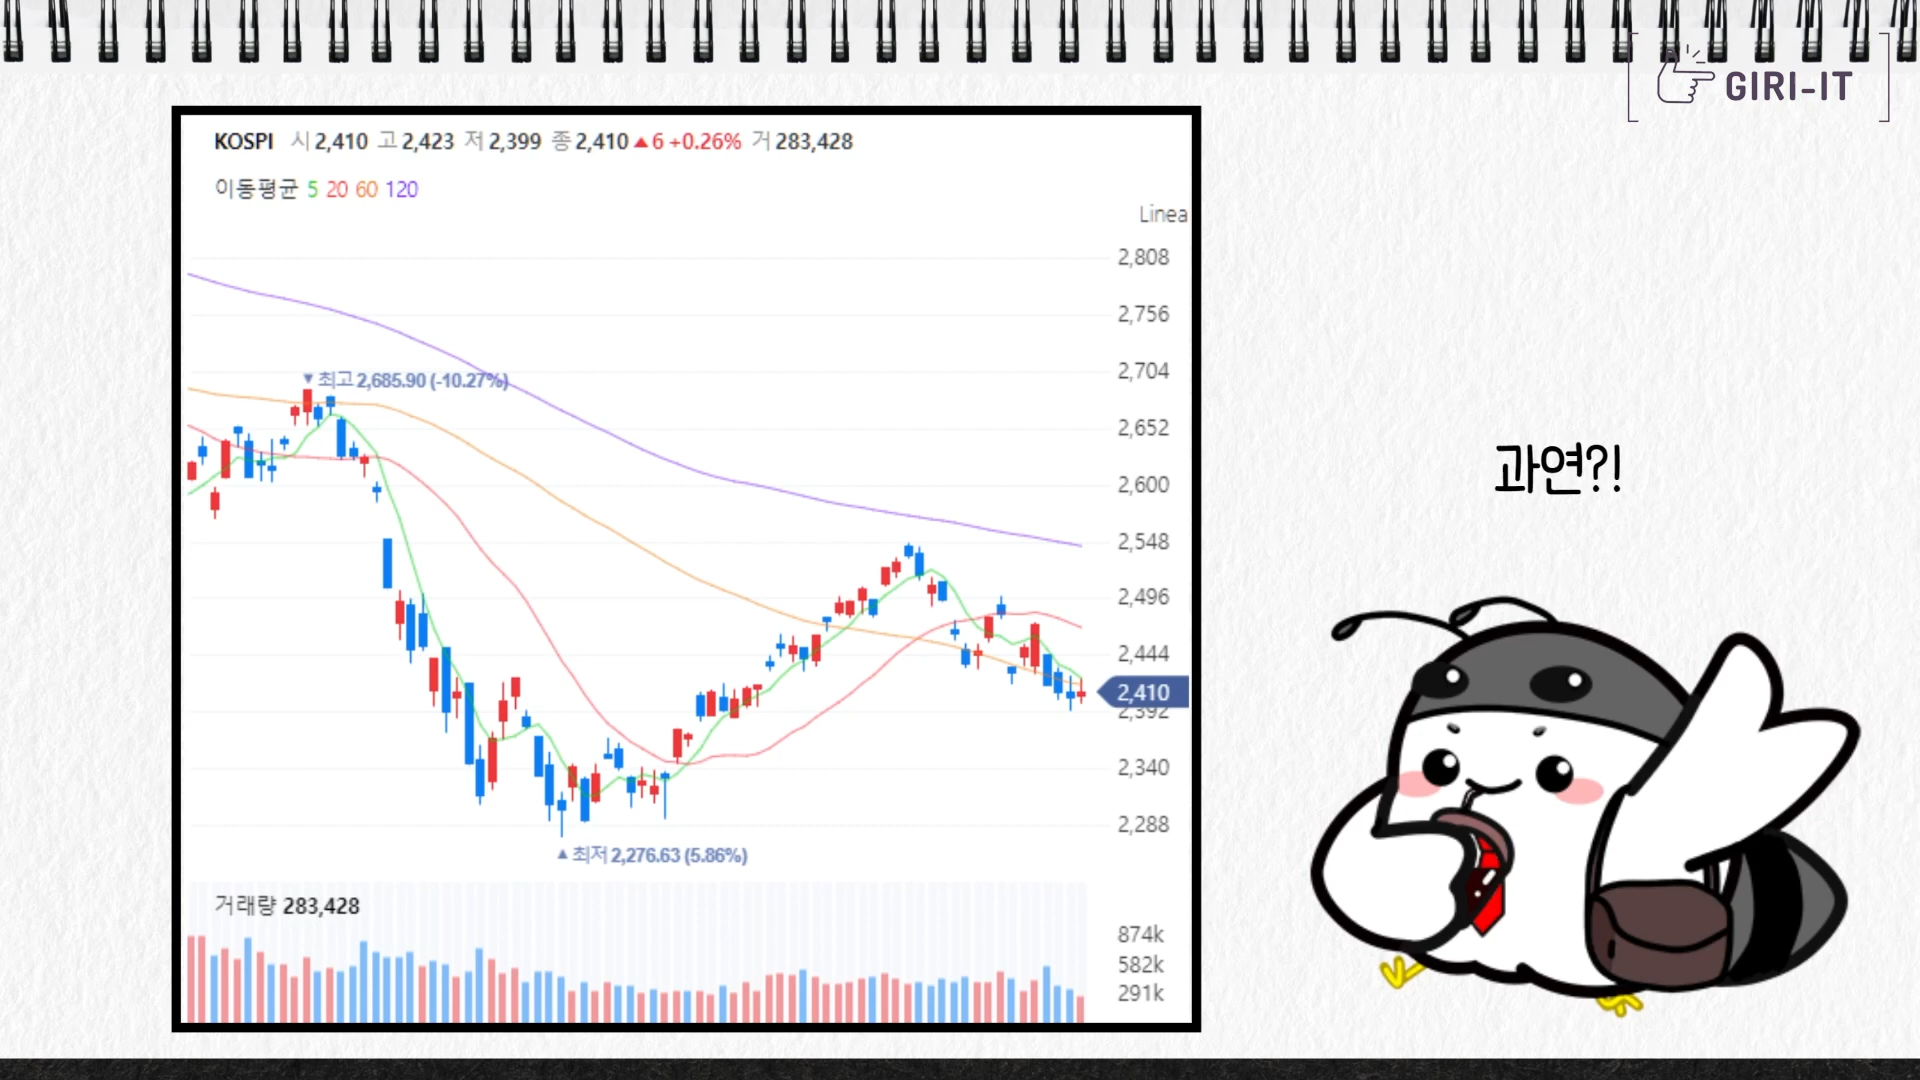 GIRI-IT
KOSPI 시 2,410 고 2,423 저 2,399 종 2,410 ▲ 6 +0.26% 거 283,428
이동평균 5 20 60 120
Linea
2,808
2,756
▼ 최고 2,685.90 (-10.27%)
2,704
2,652
2,600
2,548
2,496
2,444
2,410
2,392
2,340
2,288
▲ 최저 2,276.63 (5.86%)
거래량 283,428
874k
582k
291k
과연?!